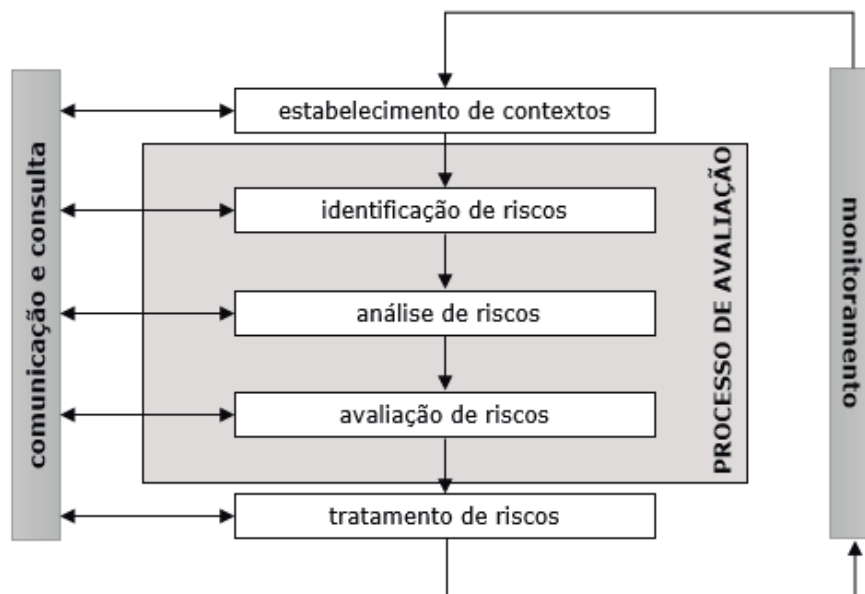 estabelecimento de contextos
identificação de riscos
análise de riscos
avaliação de riscos
tratamento de riscos
comunicação e consulta
PROCESSO DE AVALIAÇÃO
monitoramento